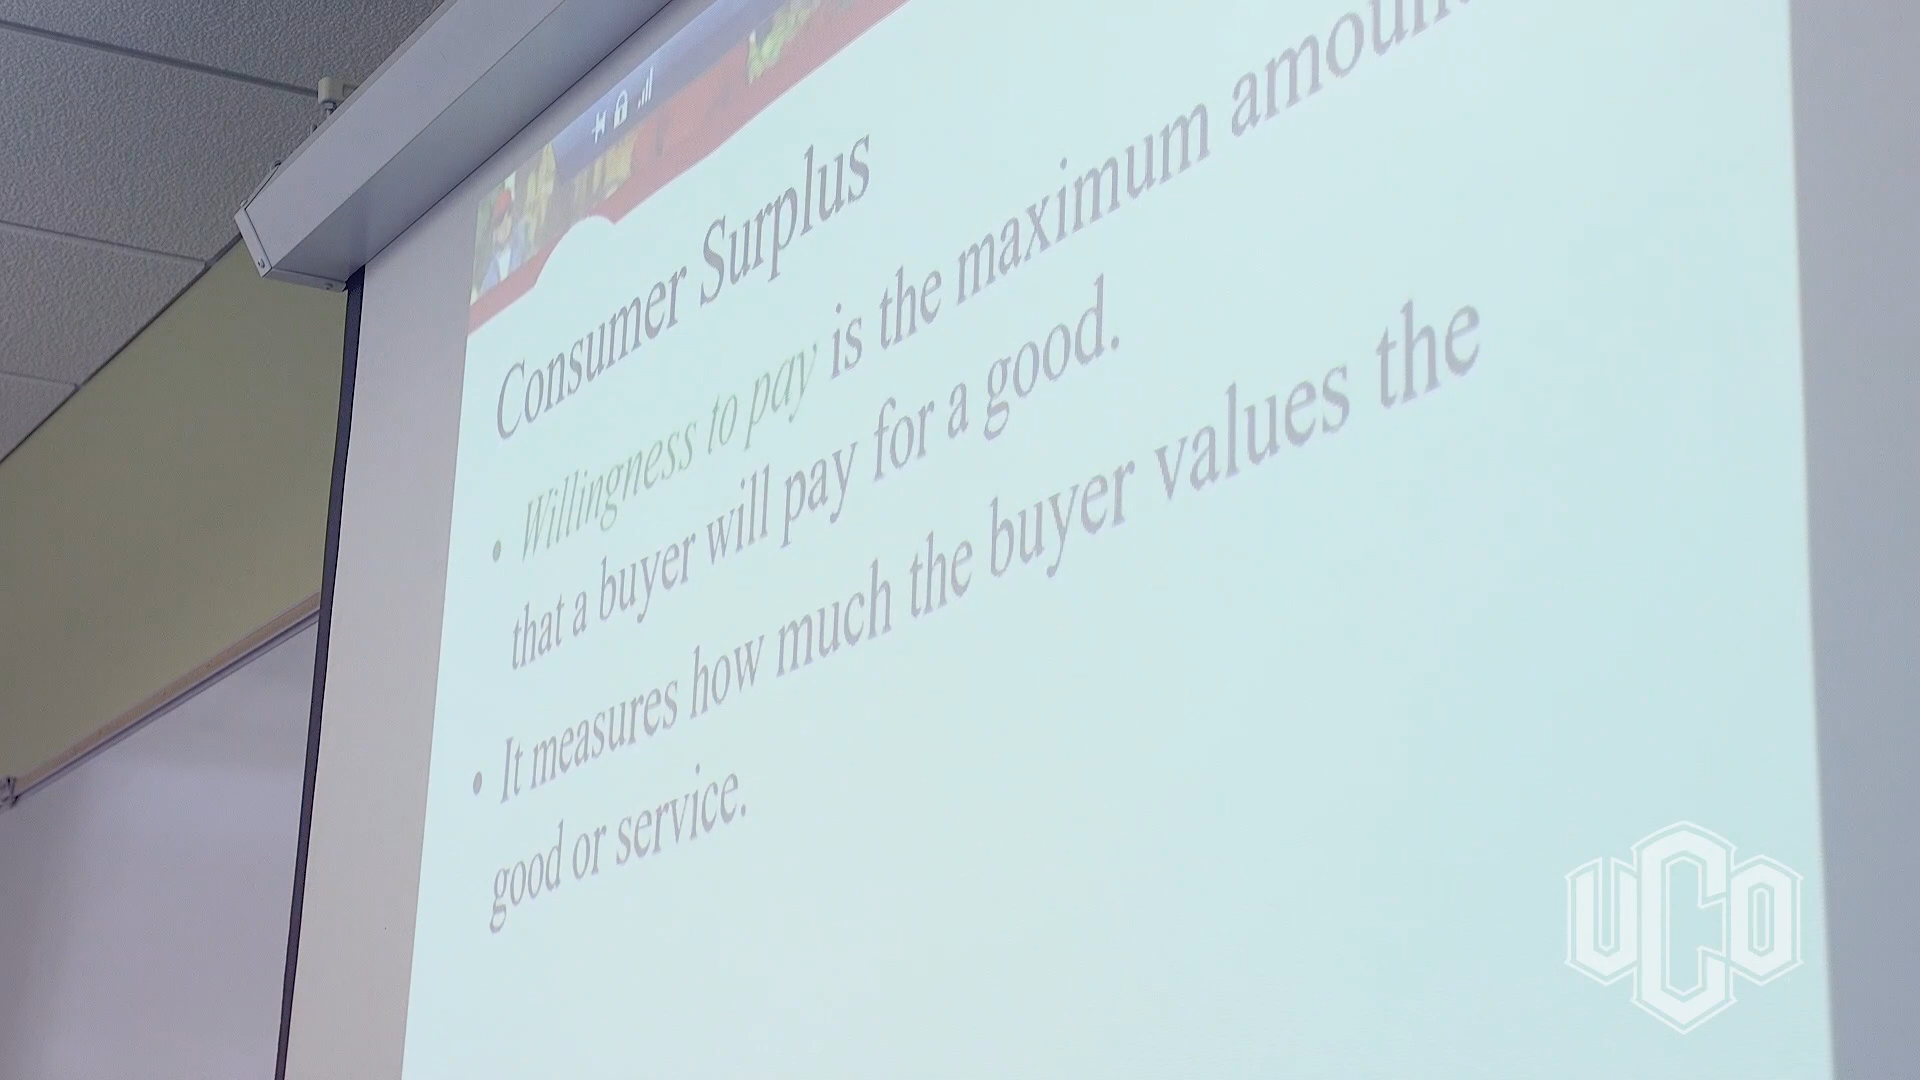 Consumer Surplus
• Willingness to pay is the maximum amount
that a buyer will pay for a good.
• It measures how much the buyer values the
good or service.
UCO